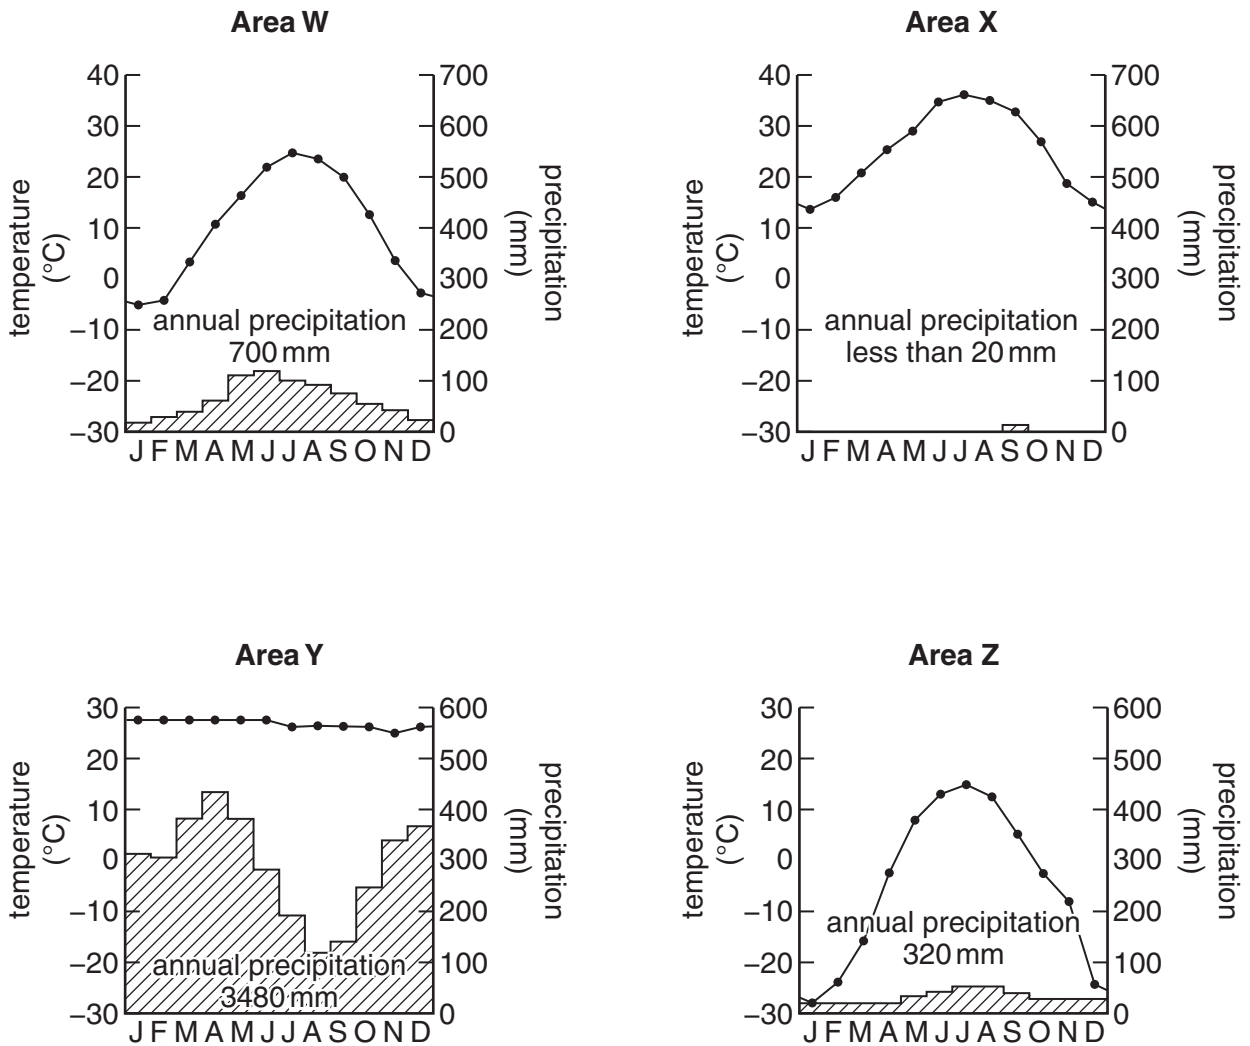 Area W
40
30
20
10
0
–10
–20
–30
temperature
(°C)
700
600
500
400
300
200
100
0
precipitation
(mm)
annual precipitation
700 mm
J F M A M J J A S O N D
Area X
40
30
20
10
0
–10
–20
–30
temperature
(°C)
700
600
500
400
300
200
100
0
precipitation
(mm)
annual precipitation
less than 20 mm
J F M A M J J A S O N D
Area Y
30
20
10
0
–10
–20
–30
temperature
(°C)
600
500
400
300
200
100
0
precipitation
(mm)
annual precipitation
3480 mm
J F M A M J J A S O N D
Area Z
30
20
10
0
–10
–20
–30
temperature
(°C)
600
500
400
300
200
100
0
precipitation
(mm)
annual precipitation
320 mm
J F M A M J J A S O N D